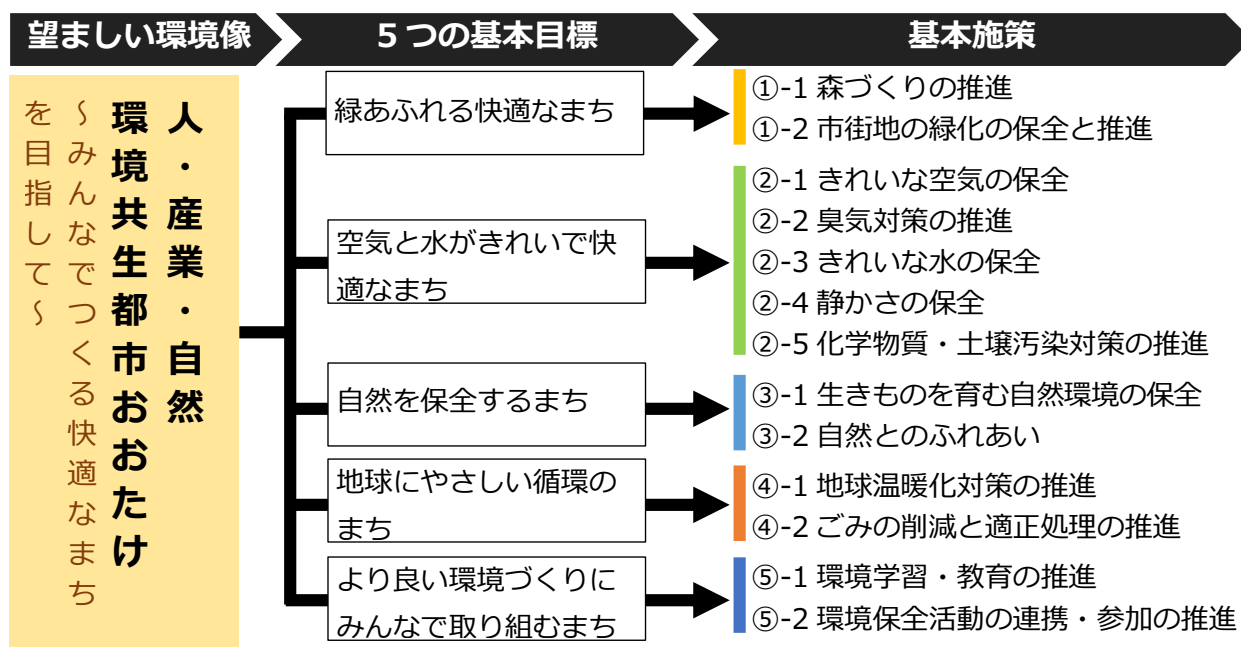 望ましい環境像
5つの基本目標
基本施策
人・産業・自然
環境共生都市おおたけ
～みんなでつくる快適なまち
を目指して～
緑あふれる快適なまち
①-1 森づくりの推進
①-2 市街地の緑化の保全と推進
空気と水がきれいで快
適なまち
②-1 きれいな空気の保全
②-2 臭気対策の推進
②-3 きれいな水の保全
②-4 静かさの保全
②-5 化学物質・土壌汚染対策の推進
自然を保全するまち
③-1 生きものを育む自然環境の保全
③-2 自然とのふれあい
地球にやさしい循環の
まち
④-1 地球温暖化対策の推進
④-2 ごみの削減と適正処理の推進
より良い環境づくりに
みんなで取り組むまち
⑤-1 環境学習・教育の推進
⑤-2 環境保全活動の連携・参加の推進